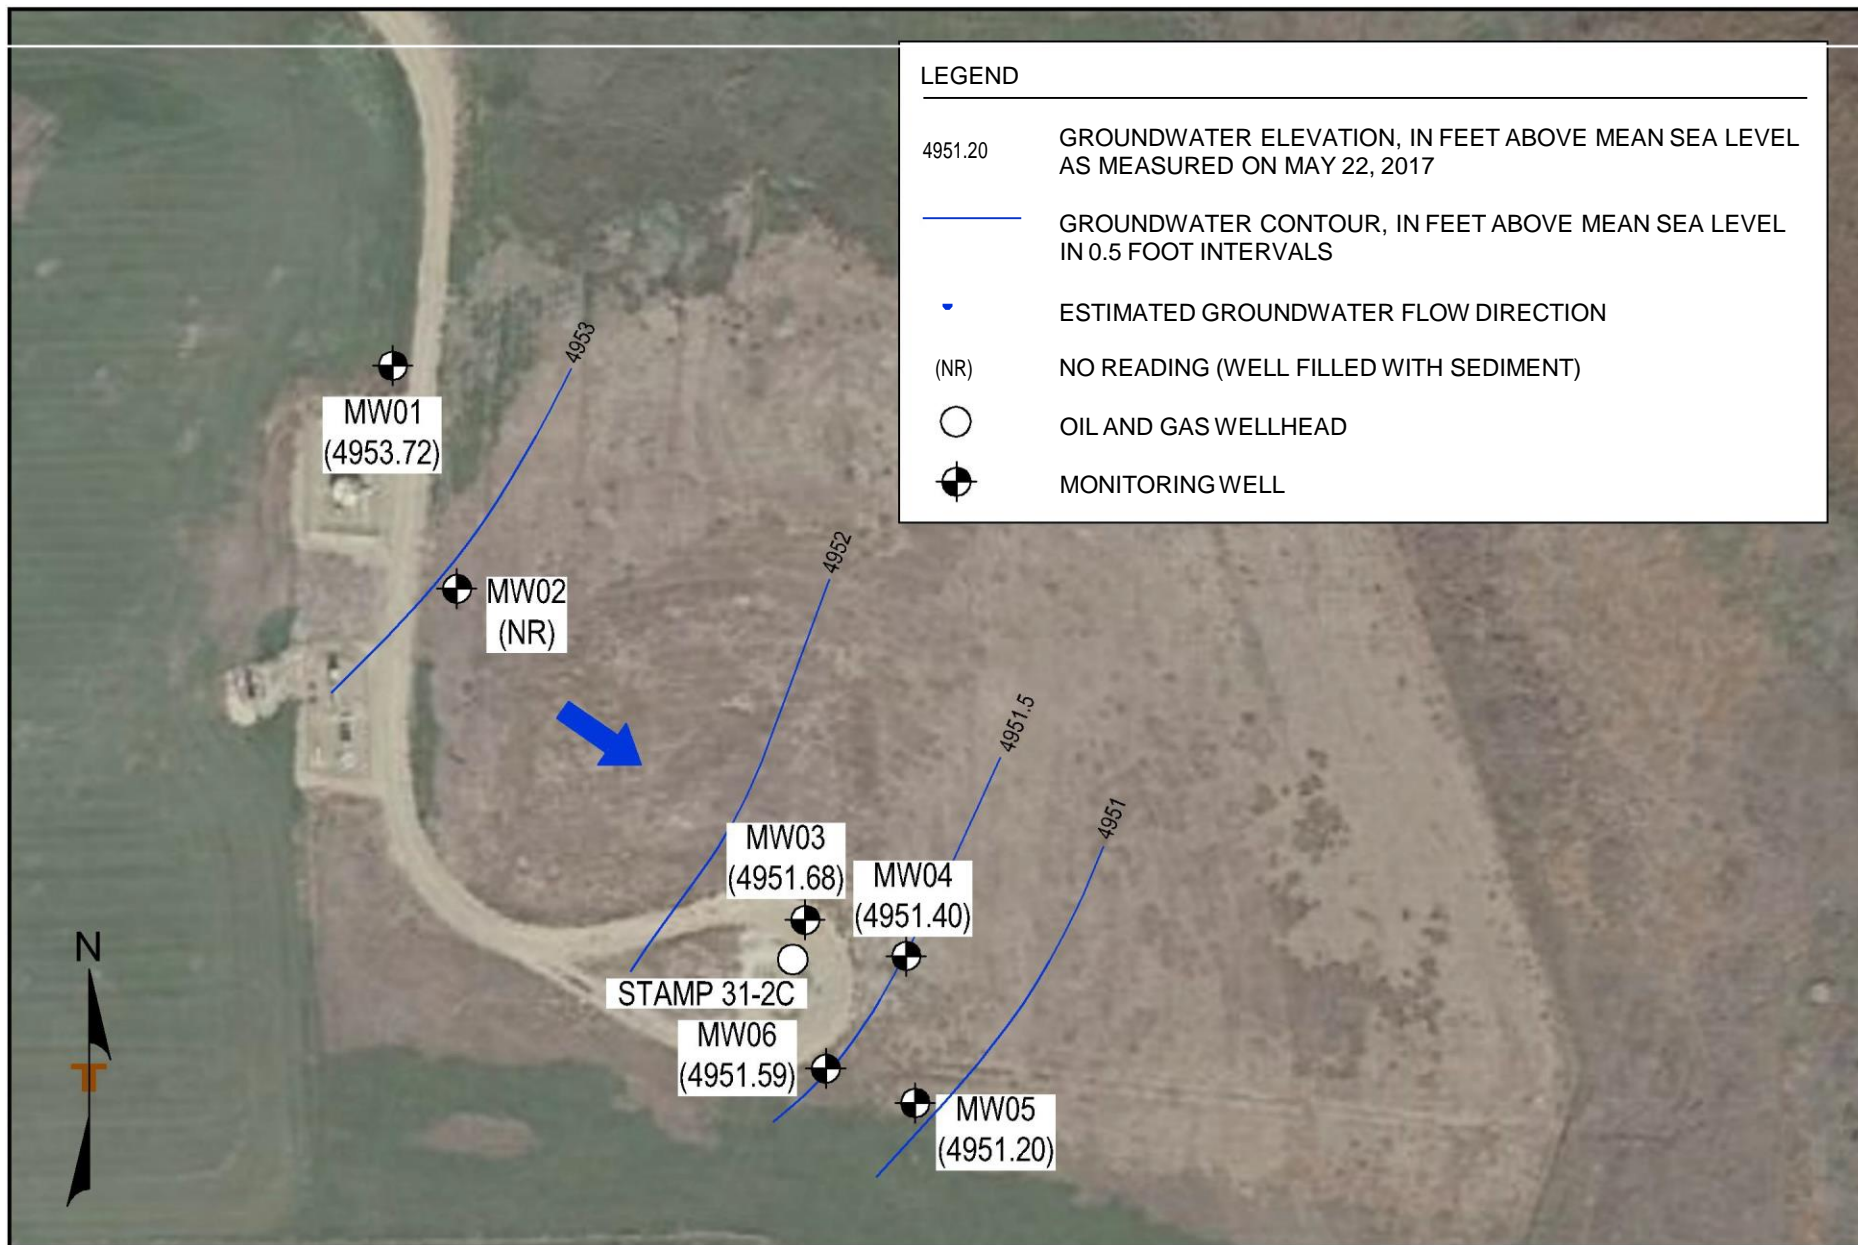 LEGEND
4951.20 GROUNDWATER ELEVATION, IN FEET ABOVE MEAN SEA LEVEL
AS MEASURED ON MAY 22, 2017
GROUNDWATER CONTOUR, IN FEET ABOVE MEAN SEA LEVEL
IN 0.5 FOOT INTERVALS
ESTIMATED GROUNDWATER FLOW DIRECTION
(NR) NO READING (WELL FILLED WITH SEDIMENT)
OIL AND GAS WELLHEAD
MONITORING WELL
4953
MW01
(4953.72)
4952
MW02
(NR)
4951.5
4951
MW03
(4951.68)
MW04
(4951.40)
N
STAMP 31-2C
MW06
(4951.59)
T
MW05
(4951.20)